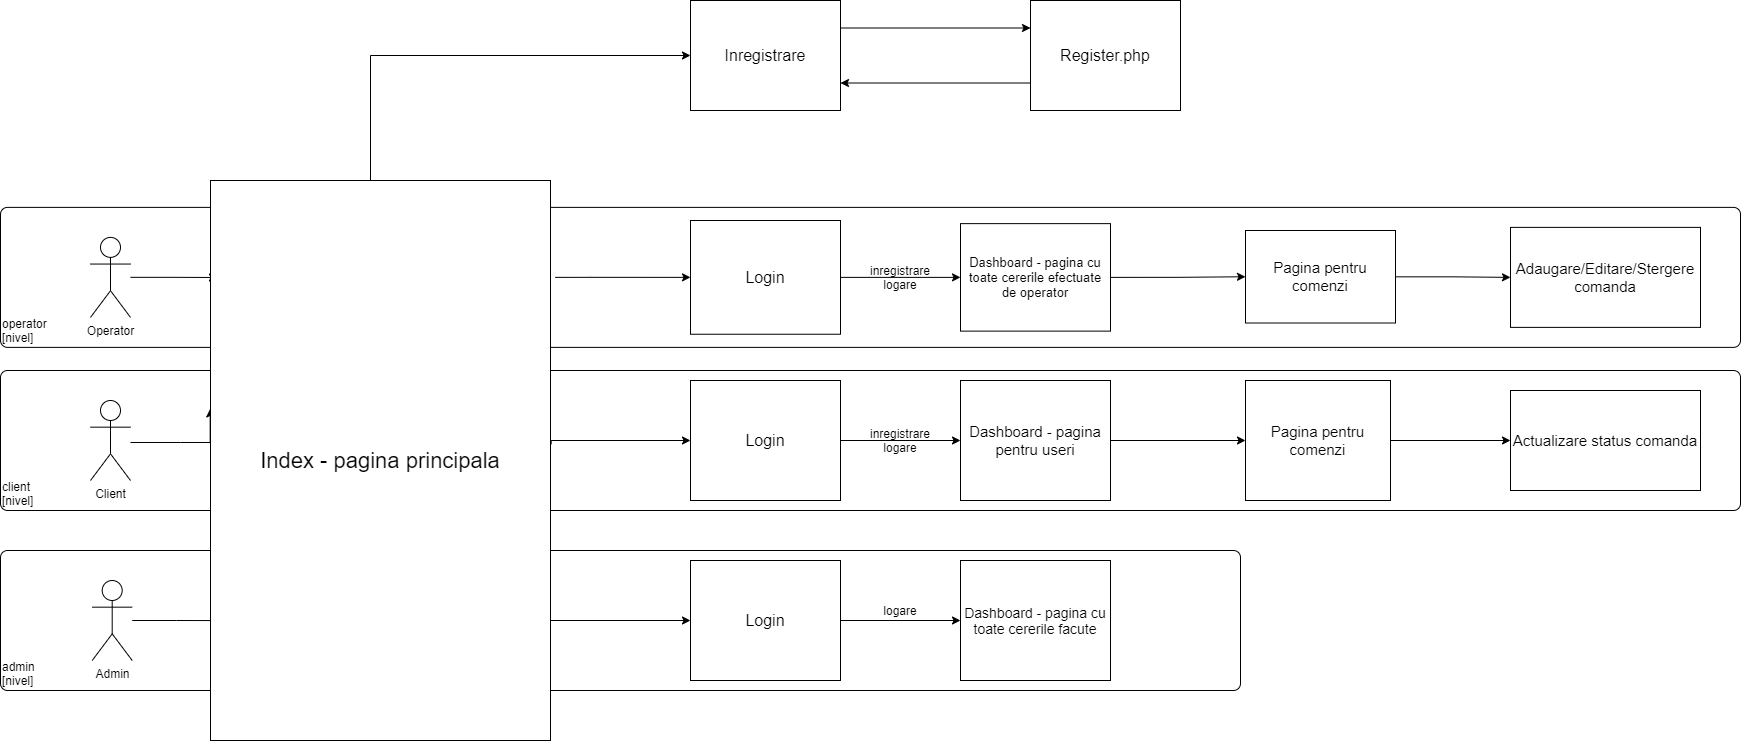 Inregistrare
Register.php
Index - pagina principala
operator
[nivel]
Operator
Login
inregistrare
logare
Dashboard - pagina cu
toate cererile efectuate
de operator
Pagina pentru
comenzi
Adaugare/Editare/Stergere
comanda
client
[nivel]
Client
Login
inregistrare
logare
Dashboard - pagina
pentru useri
Pagina pentru
comenzi
Actualizare status comanda
admin
[nivel]
Admin
Login
logare
Dashboard - pagina cu
toate cererile facute